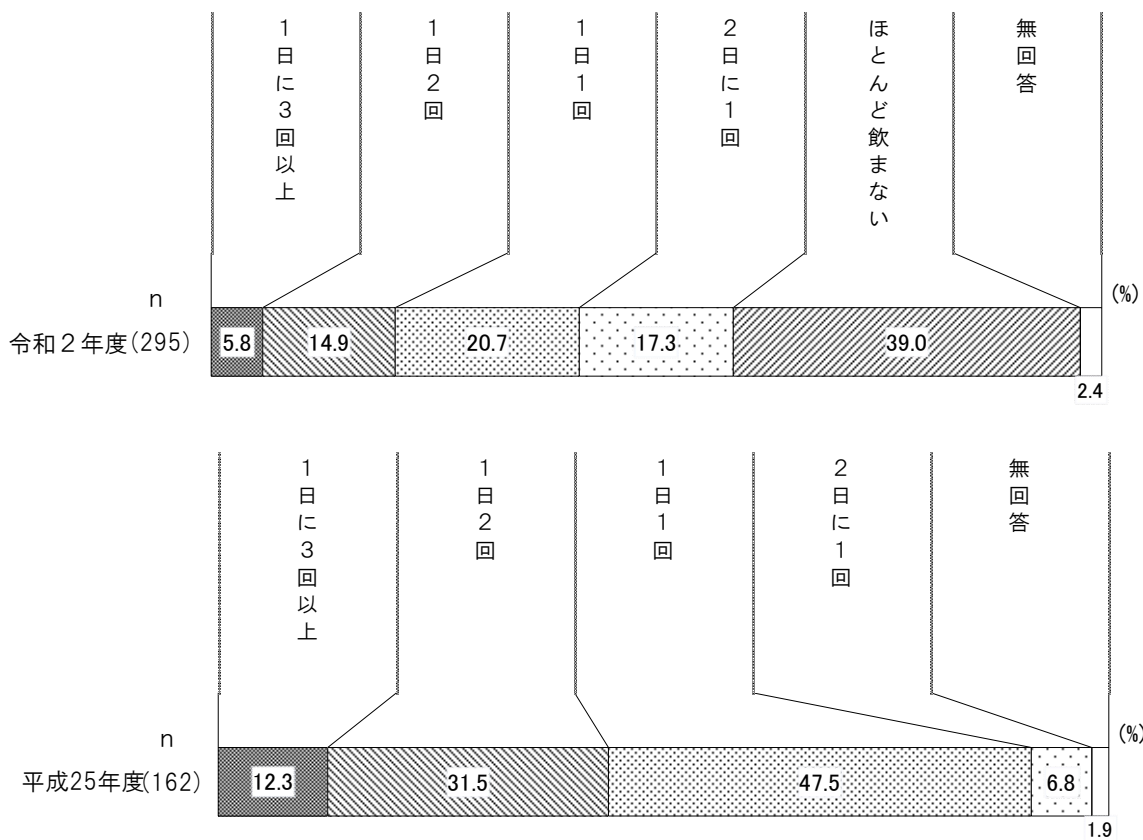 1日に3回以上
1日2回
1日1回
2日に1回
ほとんど飲まない
無回答
(%)
n
令和２年度(295)
5.8
14.9
20.7
17.3
39.0
2.4
1日に3回以上
1日2回
1日1回
2日に1回
無回答
(%)
n
平成25年度(162)
12.3
31.5
47.5
6.8
1.9